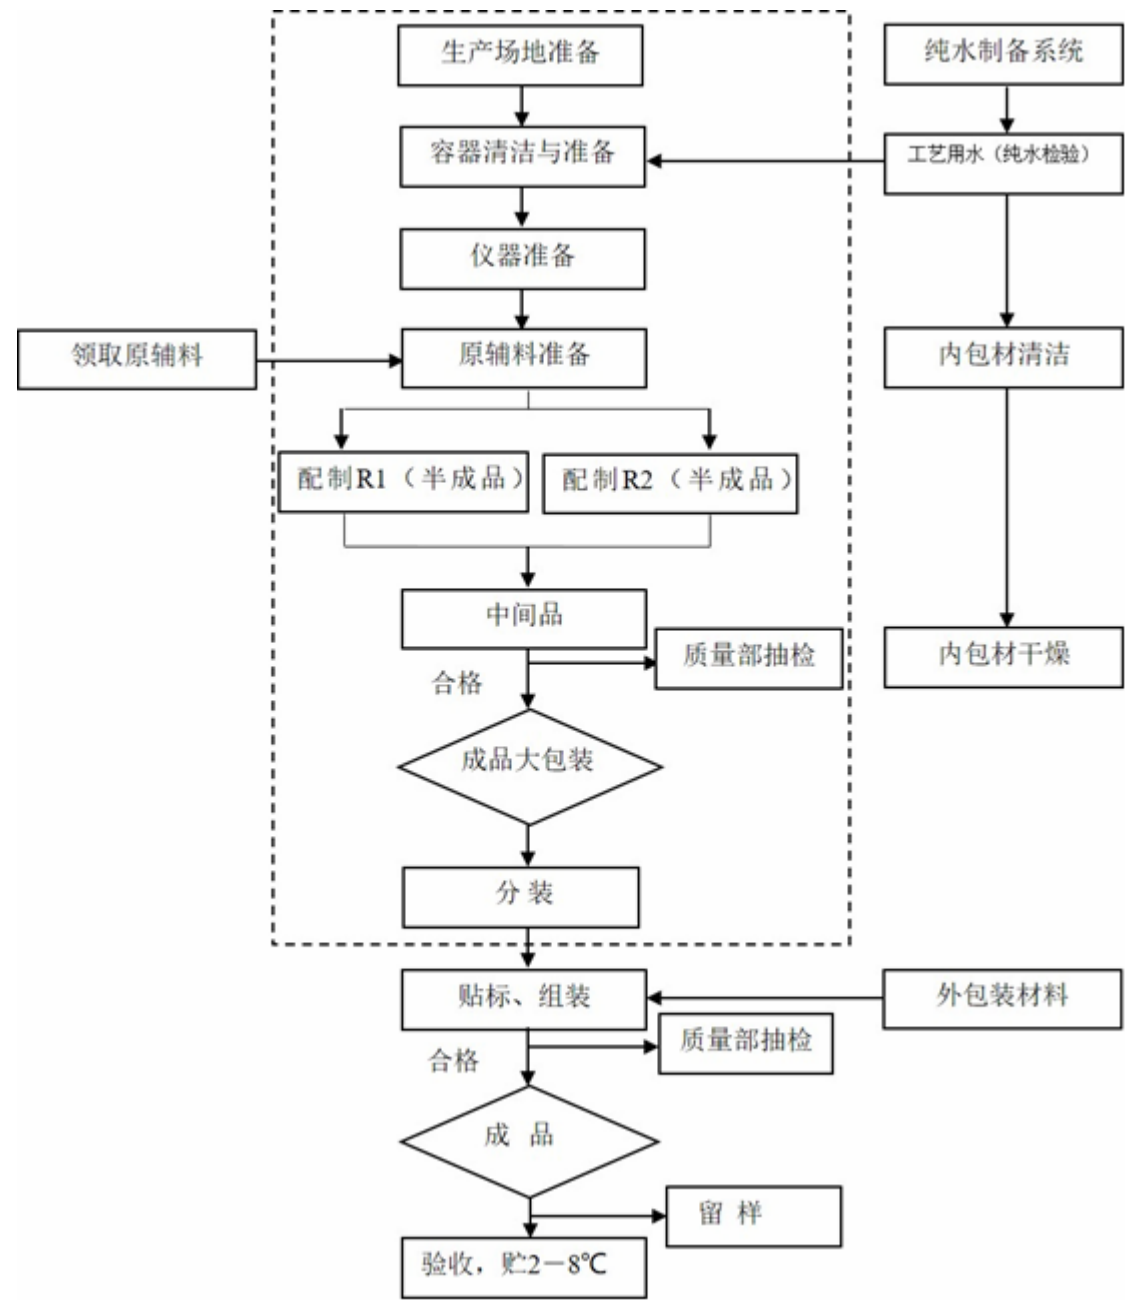 生产场地准备
纯水制备系统
容器清洁与准备
工艺用水（纯水检验）
仪器准备
领取原辅料
原辅料准备
内包材清洁
配制R1（半成品）
配制R2（半成品）
中间品
质量部抽检
内包材干燥
合格
成品大包装
分 装
贴标、组装
外包装材料
质量部抽检
合格
成 品
留 样
验收，贮2－8℃